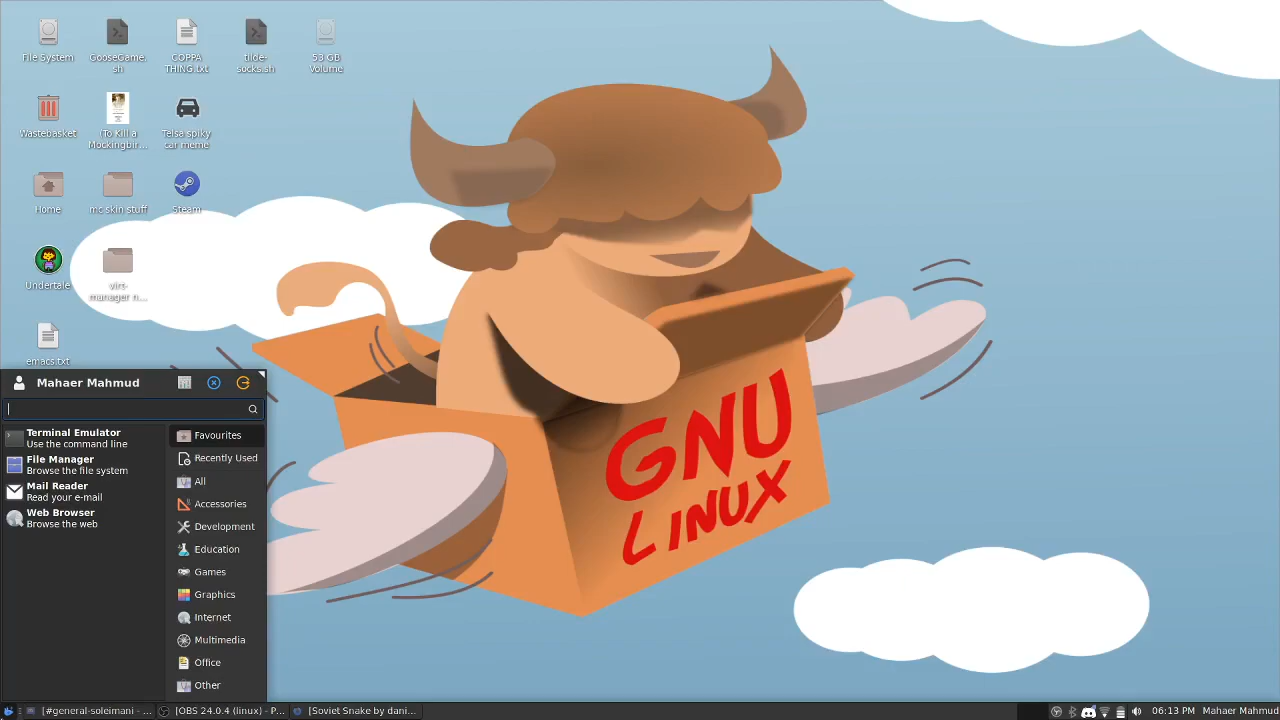 File System
GooseGame.
sh
COPPA
THING.txt
tilde-
socks.sh
53 GB
Volume
Wastebasket
(To Kill a
Mockingbir...
Telsa spiky
car meme
Home
mc skin stuff
Steam
Undertale
virt-
manager n...
emacs.txt
GNU
LINUX
Mahaer Mahmud
Terminal Emulator
Use the command line
File Manager
Browse the file system
Mail Reader
Read your e-mail
Web Browser
Browse the web
Favourites
Recently Used
All
Accessories
Development
Education
Games
Graphics
Internet
Multimedia
Office
Other
[#general-soleimani - ...
[OBS 24.0.4 (linux) - P...
[Soviet Snake by dani...
06:13 PM
Mahaer Mahmud